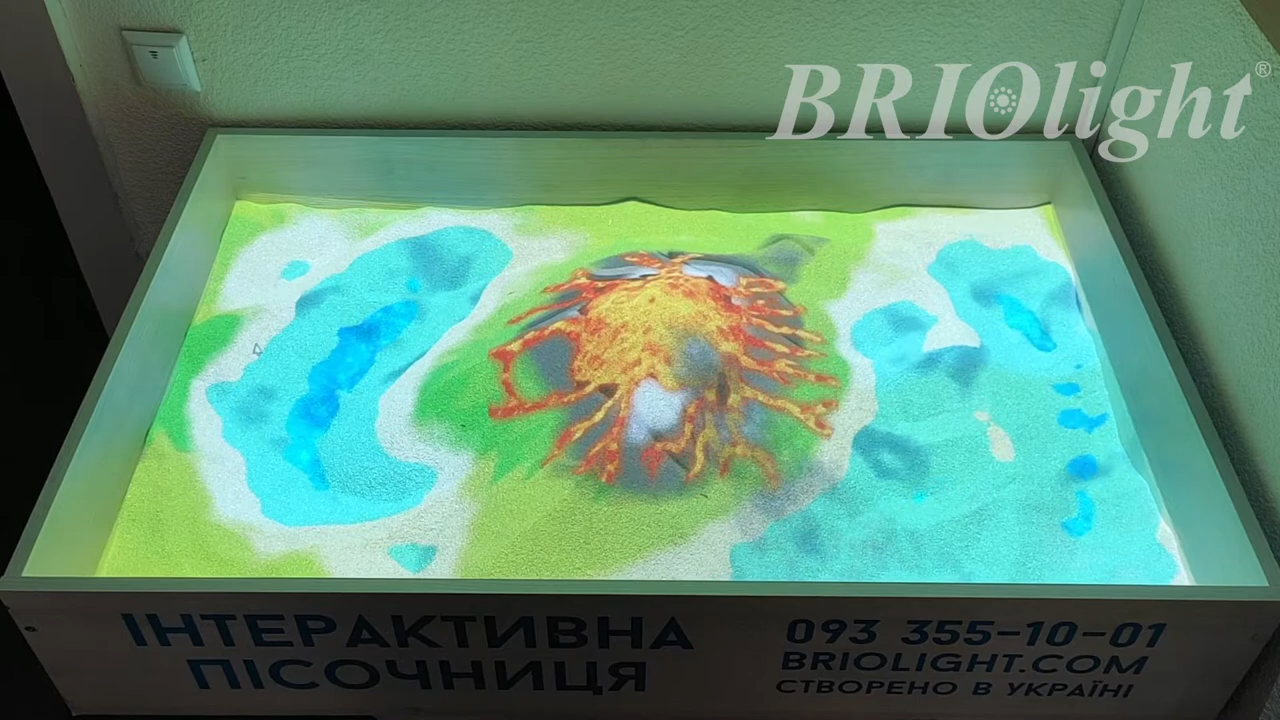 BRIOlight®
ІНТЕРАКТИВНА
ПІСОЧНИЦЯ
093 355-10-01
BRIOLIGHT.COM
СТВОРЕНО В УКРАЇНІ